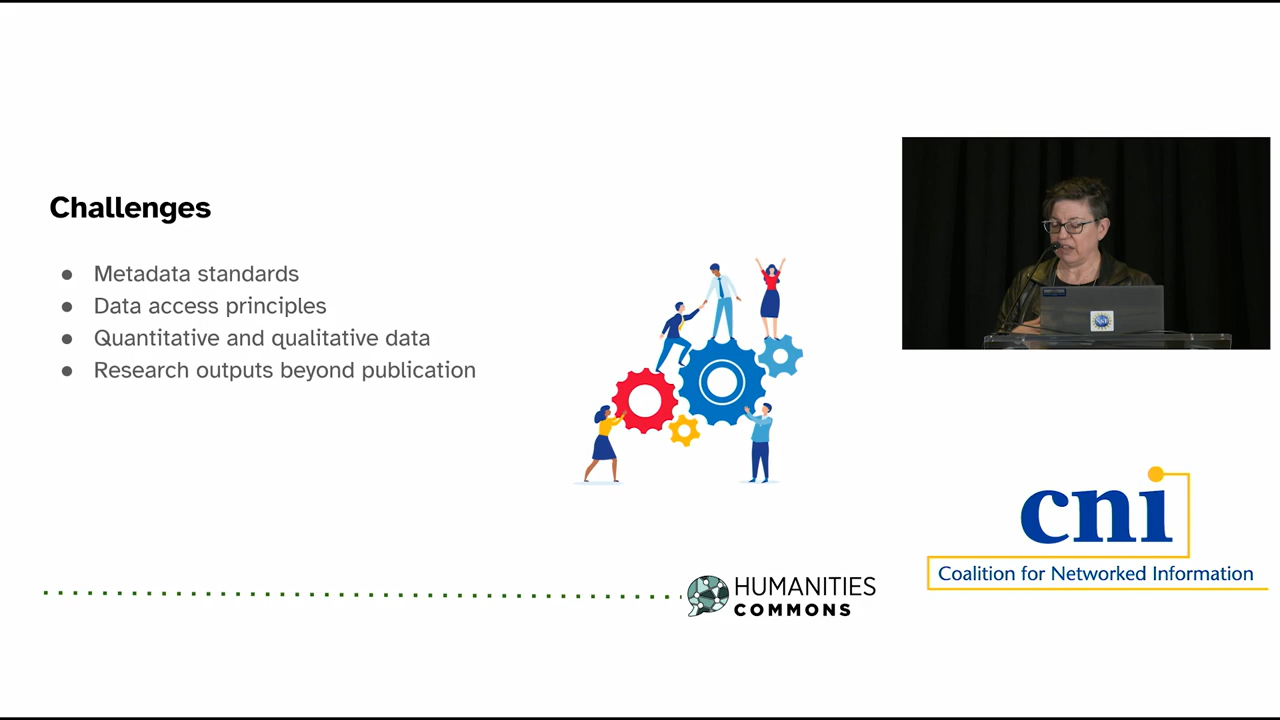 Challenges
● Metadata standards
● Data access principles
● Quantitative and qualitative data
● Research outputs beyond publication
HUMANITIES
COMMONS
cni
Coalition for Networked Information